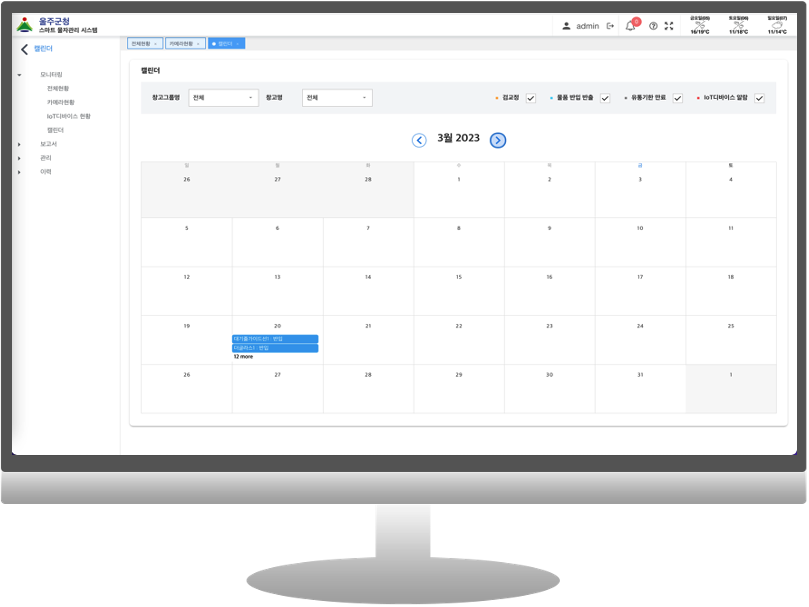 울주군청
스마트 물자관리 시스템
admin
금요일(05)
토요일(06)
일요일(07)
16/19°C
11/18°C
11/14°C
캘린더
전체현황
카메라현황
캘린더
모니터링
전체현황
카메라현황
IoT디바이스 현황
캘린더
보고서
관리
이력
캘린더
창고그룹명
전체
창고명
전체
검교정
물품 반입 반출
유통기한 만료
IoT디바이스 알람
3월 2023
일 월 화 수 목 금 토
26 27 28 1 2 3 4
5 6 7 8 9 10 11
12 13 14 15 16 17 18
19 20 21 22 23 24 25
12 more
26 27 28 29 30 31 1